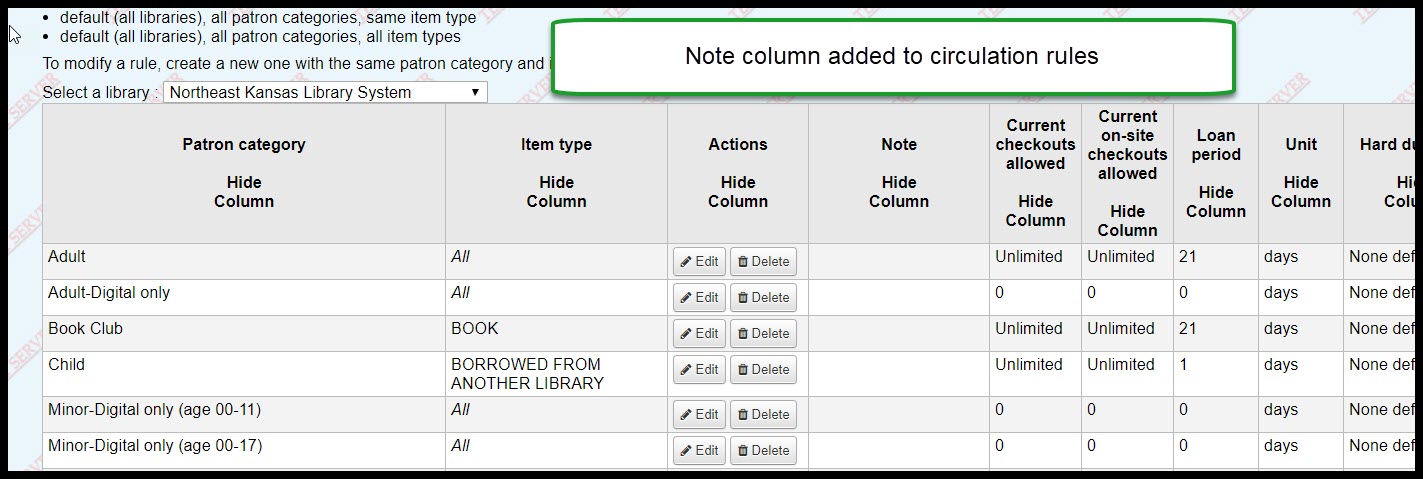 default (all libraries), all patron categories, same item type
default (all libraries), all patron categories, all item types
Note column added to circulation rules
To modify a rule, create a new one with the same patron category and
Select a library : Northeast Kansas Library System
Patron category Hide Column
Item type Hide Column
Actions Hide Column
Note Hide Column
Current checkouts allowed Hide Column
Current on-site checkouts allowed Hide Column
Loan period Hide Column
Unit Hide Column
Hard du
Adult All Edit Delete Unlimited Unlimited 21 days None def
Adult-Digital only All Edit Delete 0 0 0 days None def
Book Club BOOK Edit Delete Unlimited Unlimited 21 days None def
Child BORROWED FROM ANOTHER LIBRARY Edit Delete Unlimited Unlimited 1 days None def
Minor-Digital only (age 00-11) All Edit Delete 0 0 0 days None def
Minor-Digital only (age 00-17) All Edit Delete 0 0 0 days None def